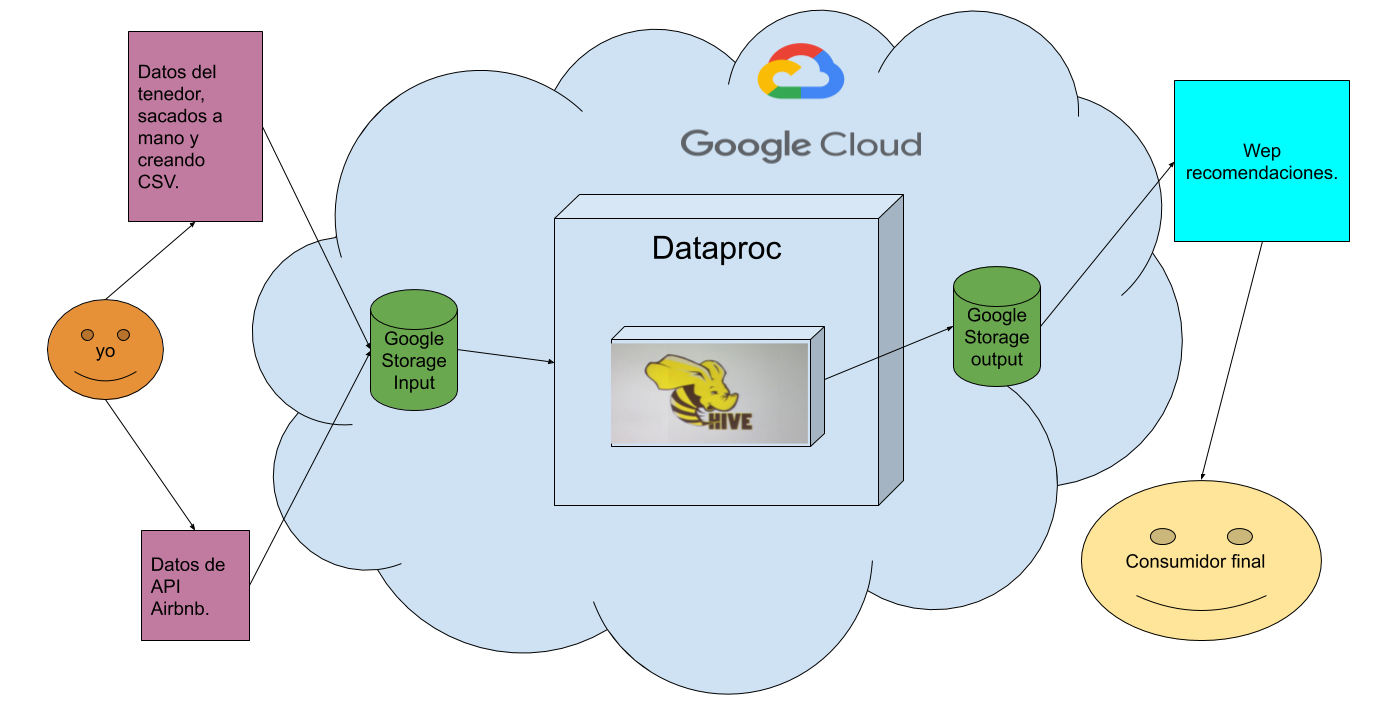 Datos del
tenedor,
sacados a
mano y
creando
CSV.
yo
Datos de
API
Airbnb.
Google Cloud
Google
Storage
Input
Dataproc
HIVE
Google
Storage
output
Wep
recomendaciones.
Consumidor final